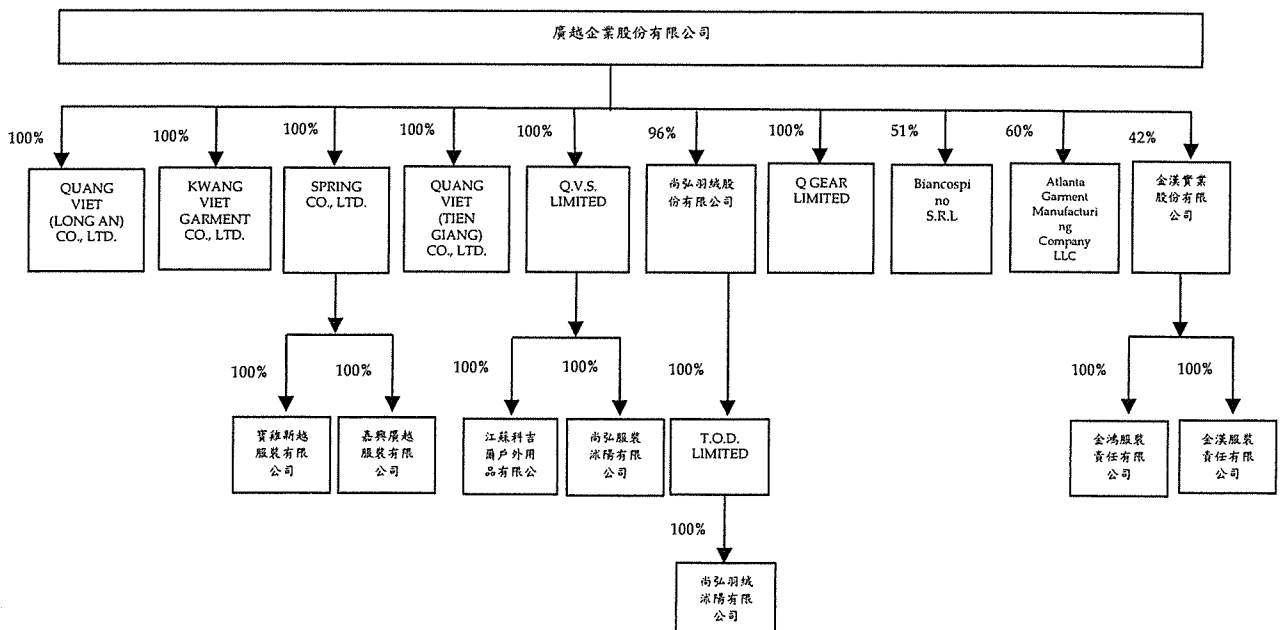 廣越企業股份有限公司
100%
100%
100%
100%
100%
96%
100%
51%
60%
42%
QUANG
VIET
(LONG AN)
CO., LTD.
KWANG
VIET
GARMENT
CO., LTD.
SPRING
CO., LTD.
QUANG
VIET
(TIEN
GIANG)
CO., LTD.
Q.V.S.
LIMITED
尚弘羽絨股
份有限公司
Q GEAR
LIMITED
Biancospi
no
S.R.L
Atlanta
Garment
Manufacturi
ng
Company
LLC
金漢實業
股份有限
公司
100%
100%
100%
100%
100%
100%
100%
寶雞新越
服裝有限
公司
嘉興廣越
服裝有限
公司
江蘇科吉
爾戶外用
品有限公
尚弘服裝
沭陽有限
公司
T.O.D.
LIMITED
金鴻服裝
責任有限
公司
金漢服裝
責任有限
公司
100%
尚弘羽絨
沭陽有限
公司